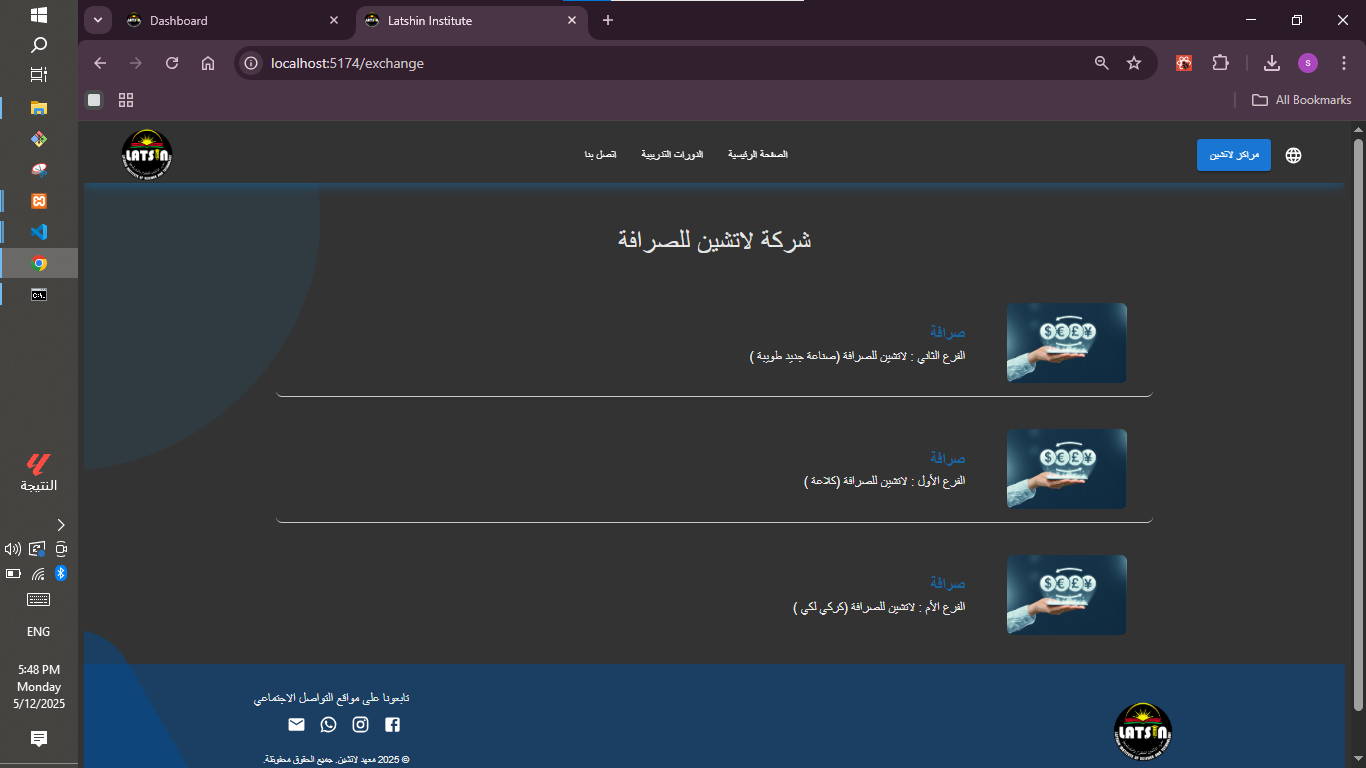 Dashboard
Latshin Institute
localhost:5174/exchange
All Bookmarks
LATSIN
الصفحة الرئيسية
الدورات التدريبية
اتصل بنا
مراكز لاتشين
شركة لاتشين للصرافة
صرافة
الفرع الثاني : لاتشين للصرافة (صناعة جديد طويبة )
صرافة
الفرع الأول : لاتشين للصرافة (كلاعة )
صرافة
الفرع الأم : لاتشين للصرافة (كركي لكي )
تابعونا على مواقع التواصل الاجتماعي
© 2025 معهد لاتشين. جميع الحقوق محفوظة.
LATSIN
النتيجة
ENG
5:48 PM
Monday
5/12/2025